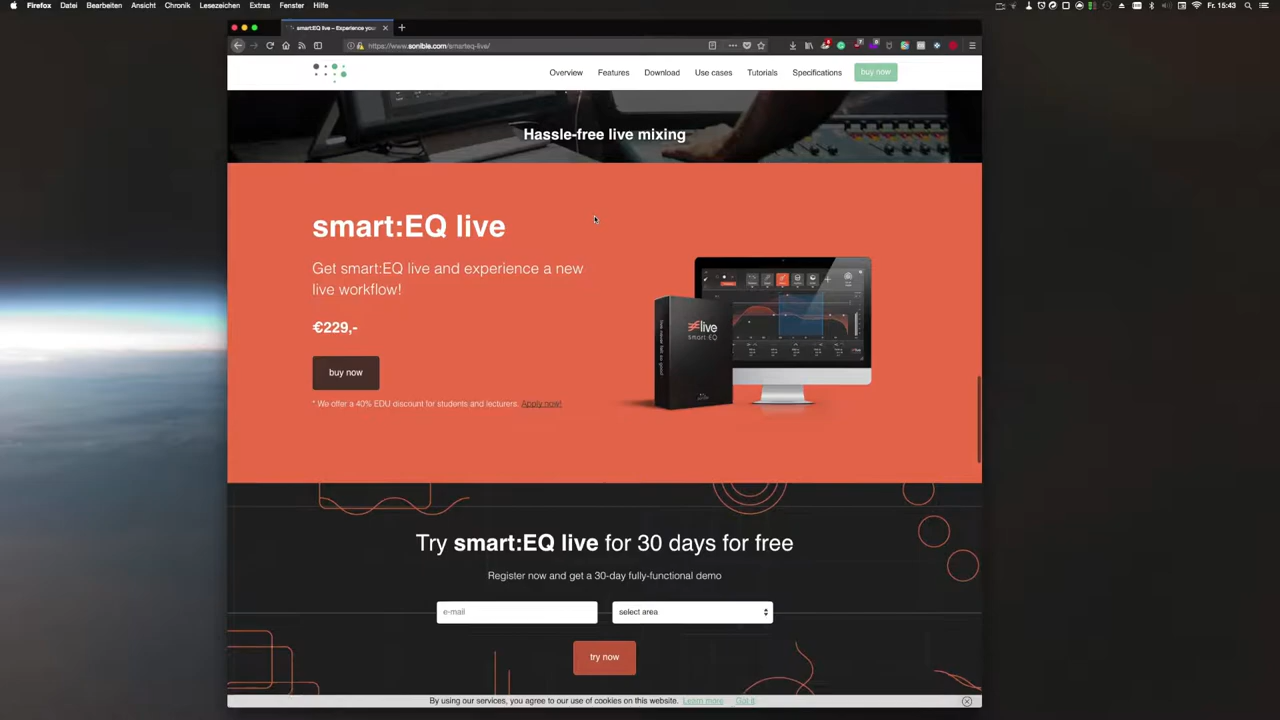 Firefox Datei Bearbeiten Ansicht Chronik Lesezeichen Extras Fenster Hilfe Fr. 15:43
smart:EQ live – Experience your
https://www.sonible.com/smarteq-live/
Overview Features Download Use cases Tutorials Specifications buy now
Hassle-free live mixing
smart:EQ live
Get smart:EQ live and experience a new
live workflow!
€229,-
buy now
* We offer a 40% EDU discount for students and lecturers. Apply now!
live
smart:EQ
Try smart:EQ live for 30 days for free
Register now and get a 30-day fully-functional demo
e-mail select area
try now
By using our services, you agree to our use of cookies on this website. Learn more. Got it